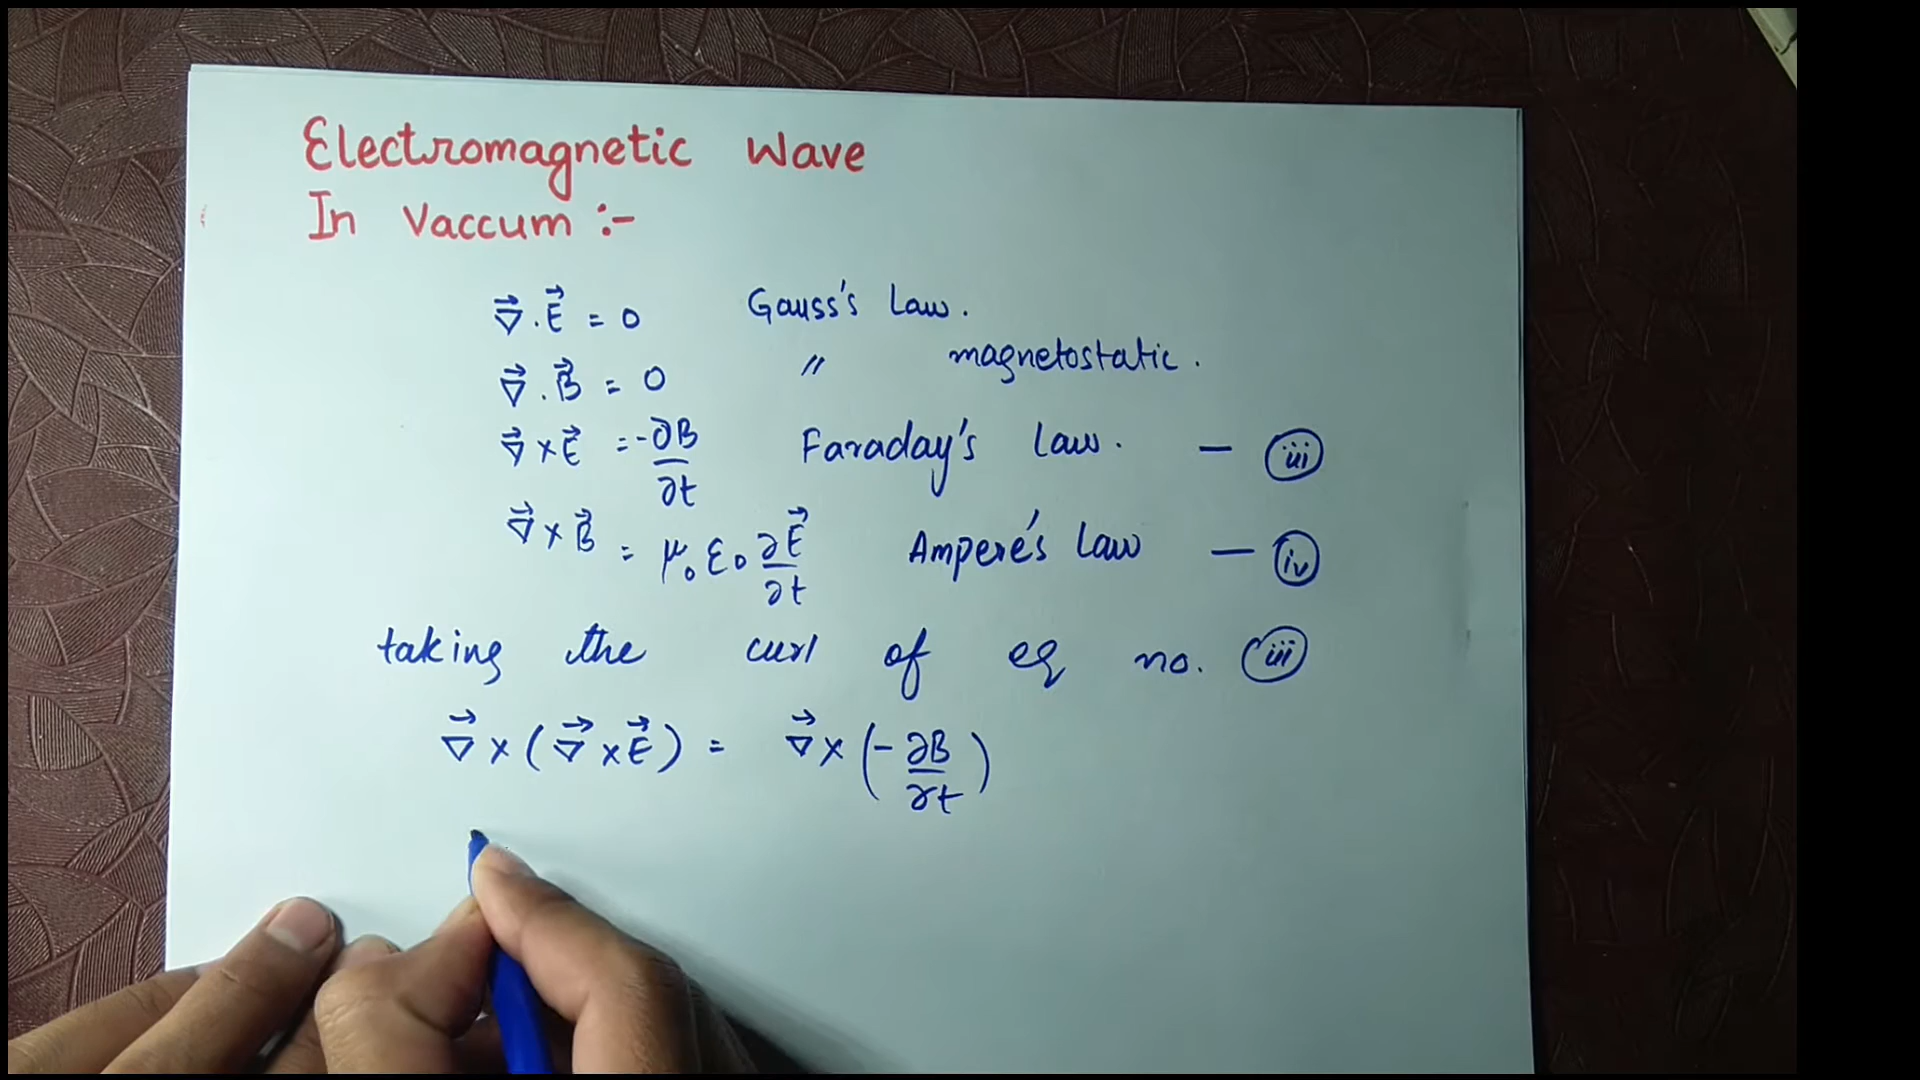 Electromagnetic Wave
In Vaccum :-
∇⃗.E⃗ = 0 Gauss's Law.
∇⃗.B⃗ = 0 〃 magnetostatic.
∇⃗×E⃗ = -∂B/∂t Faraday's law. — (iii)
∇⃗×B⃗ = μ₀ε₀ ∂E⃗/∂t Ampere's Law — (iv)
taking the curl of eq no. (iii)
∇⃗×(∇⃗×E⃗) = ∇⃗×(-∂B/∂t)